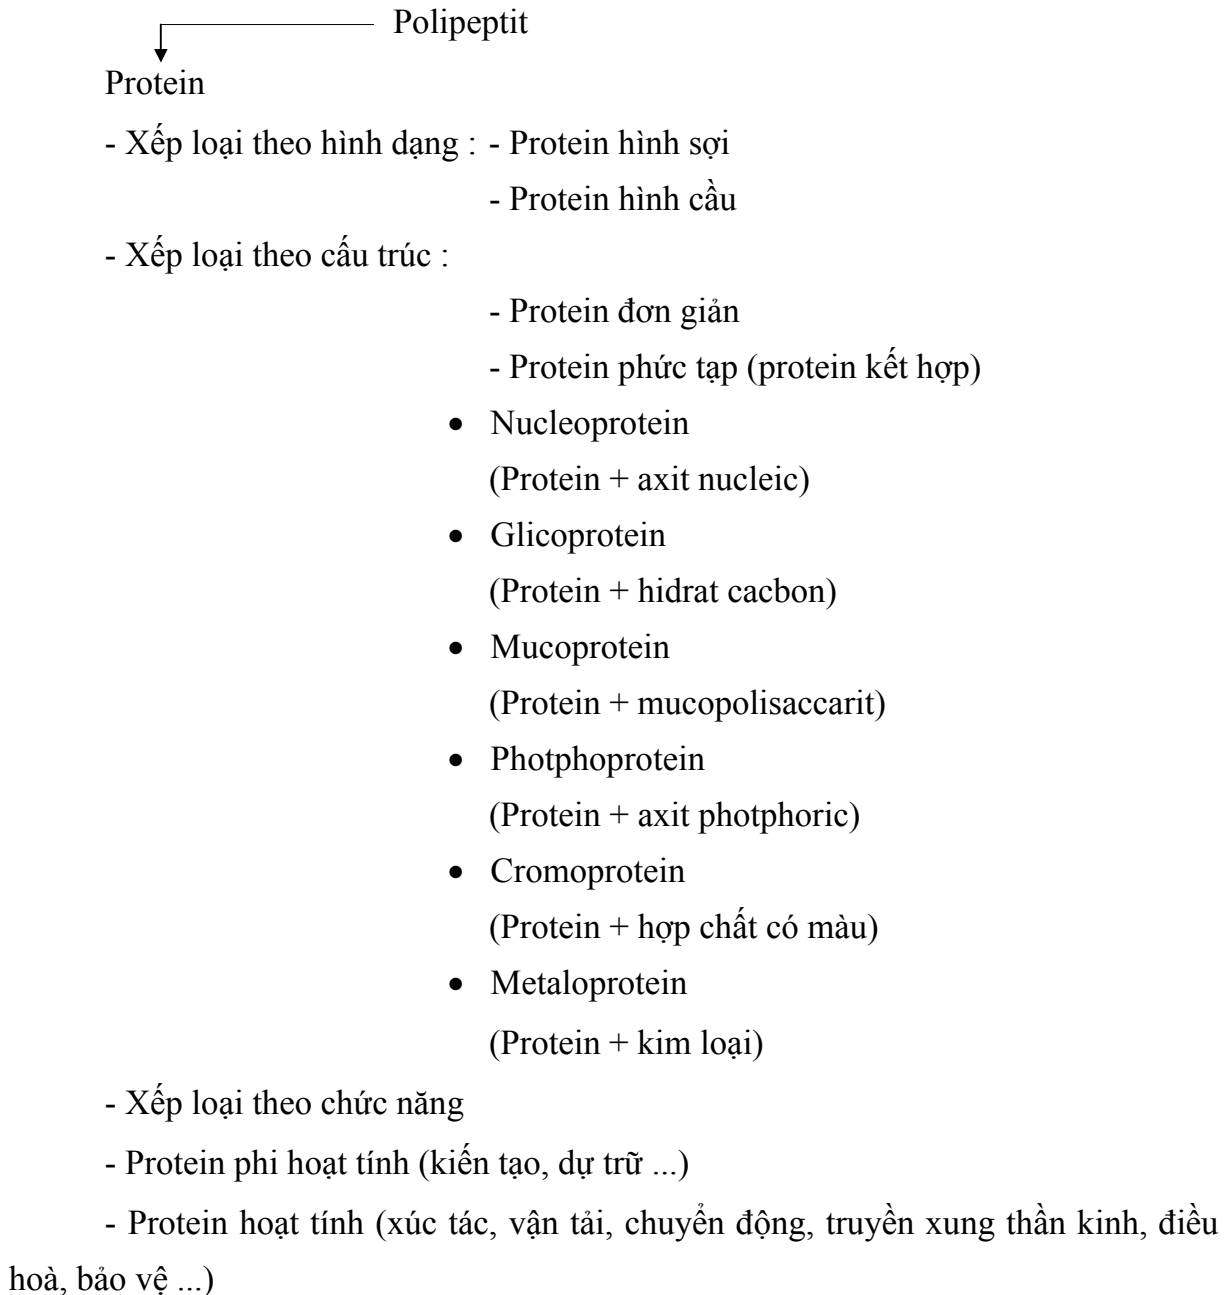 Polipeptit
Protein
- Xếp loại theo hình dạng : - Protein hình sợi
- Protein hình cầu
- Xếp loại theo cấu trúc :
- Protein đơn giản
- Protein phức tạp (protein kết hợp)
• Nucleoprotein
(Protein + axit nucleic)
• Glicoprotein
(Protein + hidrat cacbon)
• Mucoprotein
(Protein + mucopolisaccarit)
• Photphoprotein
(Protein + axit photphoric)
• Cromoprotein
(Protein + hợp chất có màu)
• Metaloprotein
(Protein + kim loại)
- Xếp loại theo chức năng
- Protein phi hoạt tính (kiến tạo, dự trữ ...)
- Protein hoạt tính (xúc tác, vận tải, chuyển động, truyền xung thần kinh, điều
hoà, bảo vệ ...)